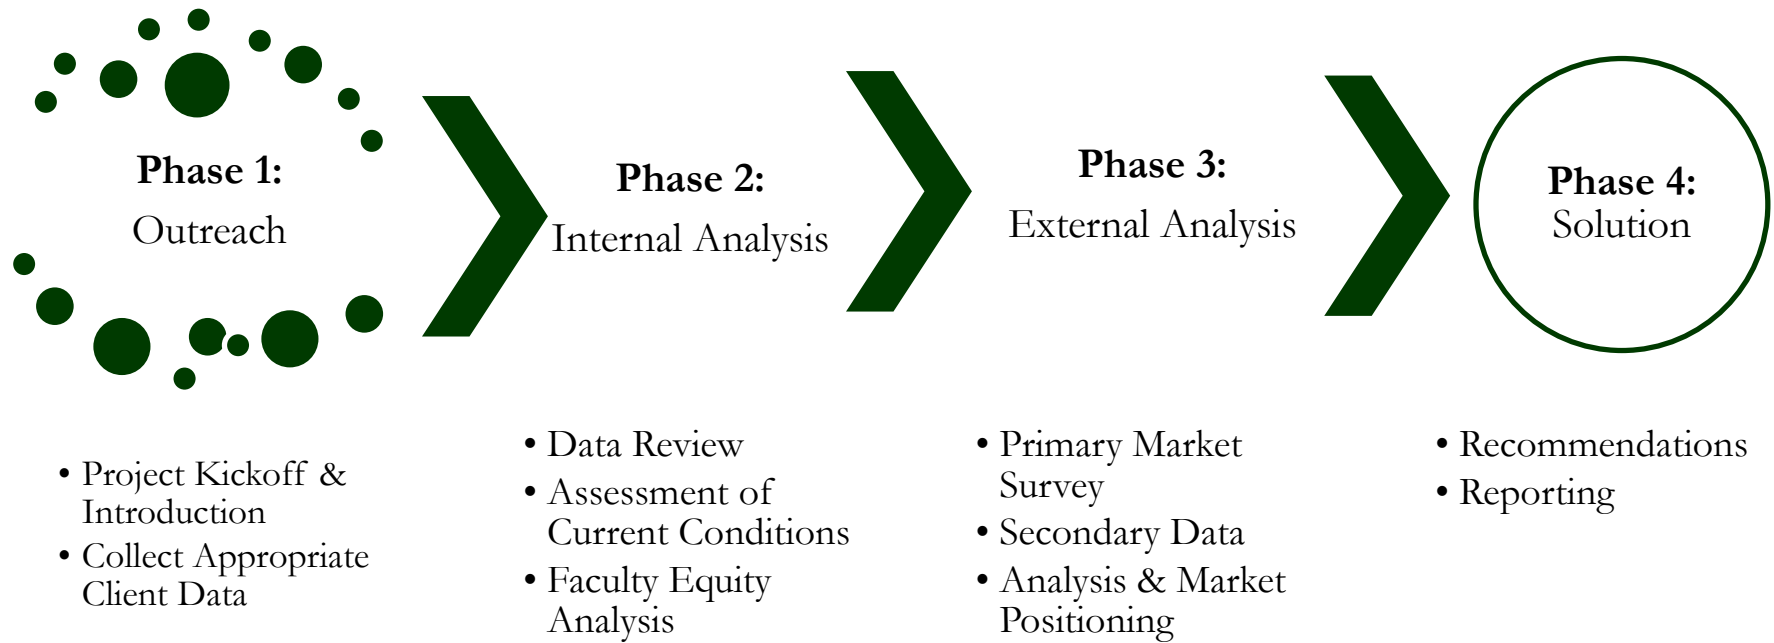 Phase 1:
Outreach
• Project Kickoff &
Introduction
• Collect Appropriate
Client Data
Phase 2:
Internal Analysis
• Data Review
• Assessment of
Current Conditions
• Faculty Equity
Analysis
Phase 3:
External Analysis
• Primary Market
Survey
• Secondary Data
• Analysis & Market
Positioning
Phase 4:
Solution
• Recommendations
• Reporting